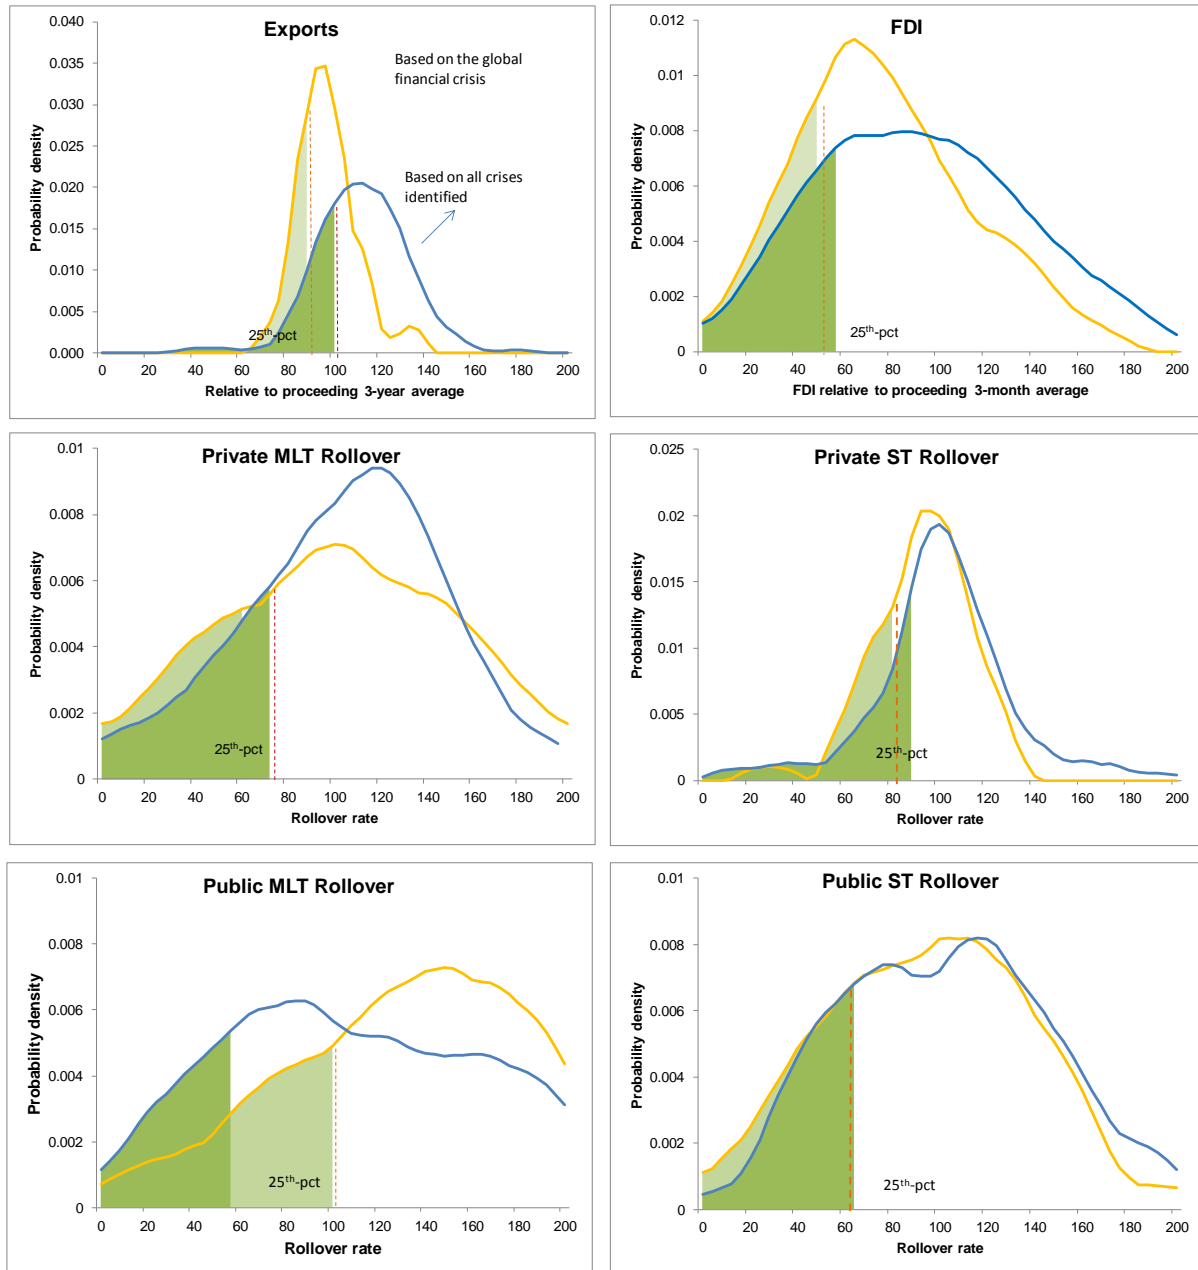 Exports
0.040
0.035
0.030
0.025
0.020
0.015
0.010
0.005
0.000
Probability density
Based on the global
financial crisis
Based on all crises
identified
25th-pct
0 20 40 60 80 100 120 140 160 180 200
Relative to proceeding 3-year average
FDI
0.012
0.01
0.008
0.006
0.004
0.002
0
Probability density
25th-pct
0 20 40 60 80 100 120 140 160 180 200
FDI relative to proceeding 3-month average
Private MLT Rollover
0.01
0.008
0.006
0.004
0.002
0
Probability density
25th-pct
0 20 40 60 80 100 120 140 160 180 200
Rollover rate
Private ST Rollover
0.025
0.02
0.015
0.01
0.005
0
Probability density
25th-pct
0 20 40 60 80 100 120 140 160 180 200
Rollover rate
Public MLT Rollover
0.01
0.008
0.006
0.004
0.002
0
Probability density
25th-pct
0 20 40 60 80 100 120 140 160 180 200
Rollover rate
Public ST Rollover
0.01
0.008
0.006
0.004
0.002
0
Probability density
25th-pct
0 20 40 60 80 100 120 140 160 180 200
Rollover rate